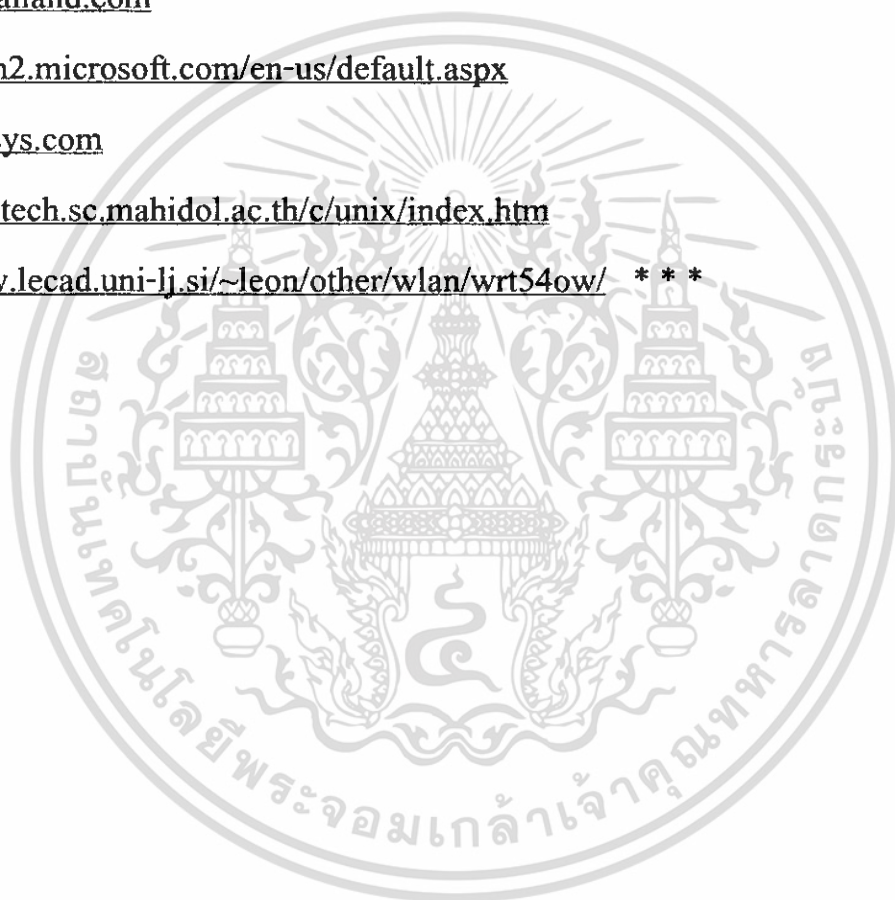 ailand.com
n2.microsoft.com/en-us/default.aspx
sys.com
tech.sc.mahidol.ac.th/c/unix/index.htm
v.lecad.uni-lj.si/~leon/other/wlan/wrt54ow/ * * *
สถาบันเทคโนโลยีพระจอมเกล้าเจ้าคุณทหารลาดกระบัง